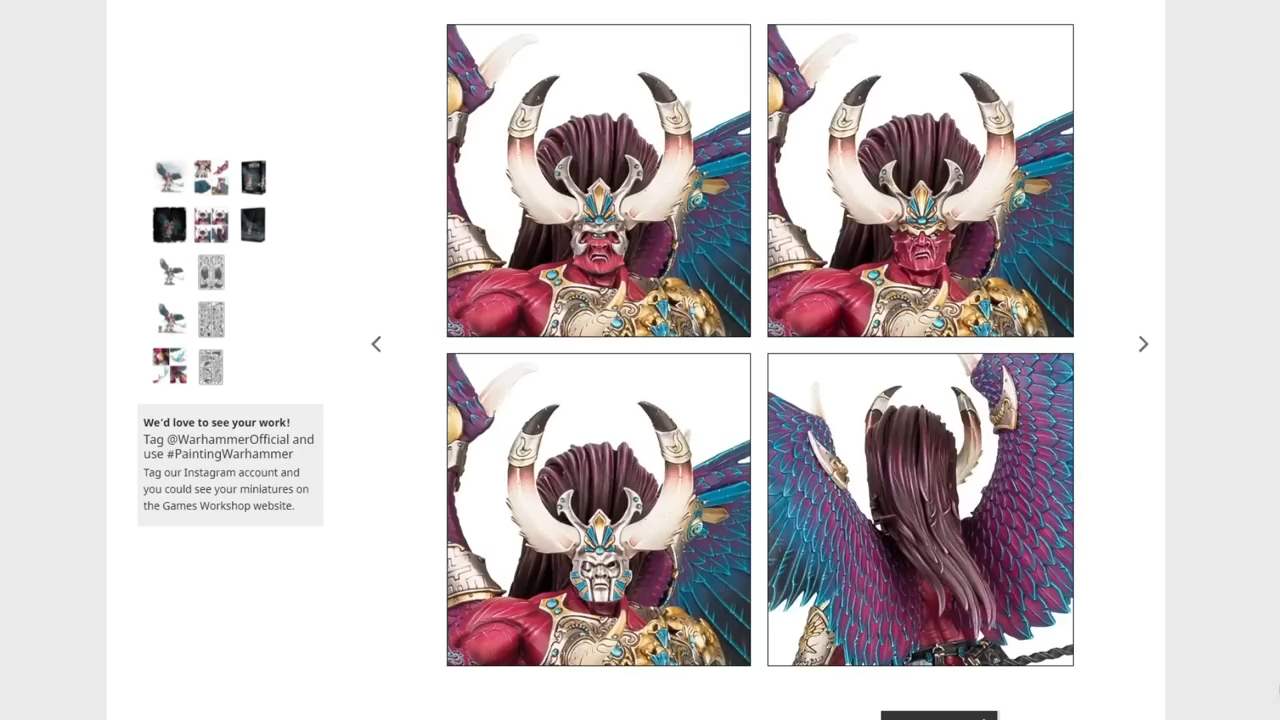 We'd love to see your work!
Tag @WarhammerOfficial and
use #PaintingWarhammer
Tag our Instagram account and
you could see your miniatures on
the Games Workshop website.